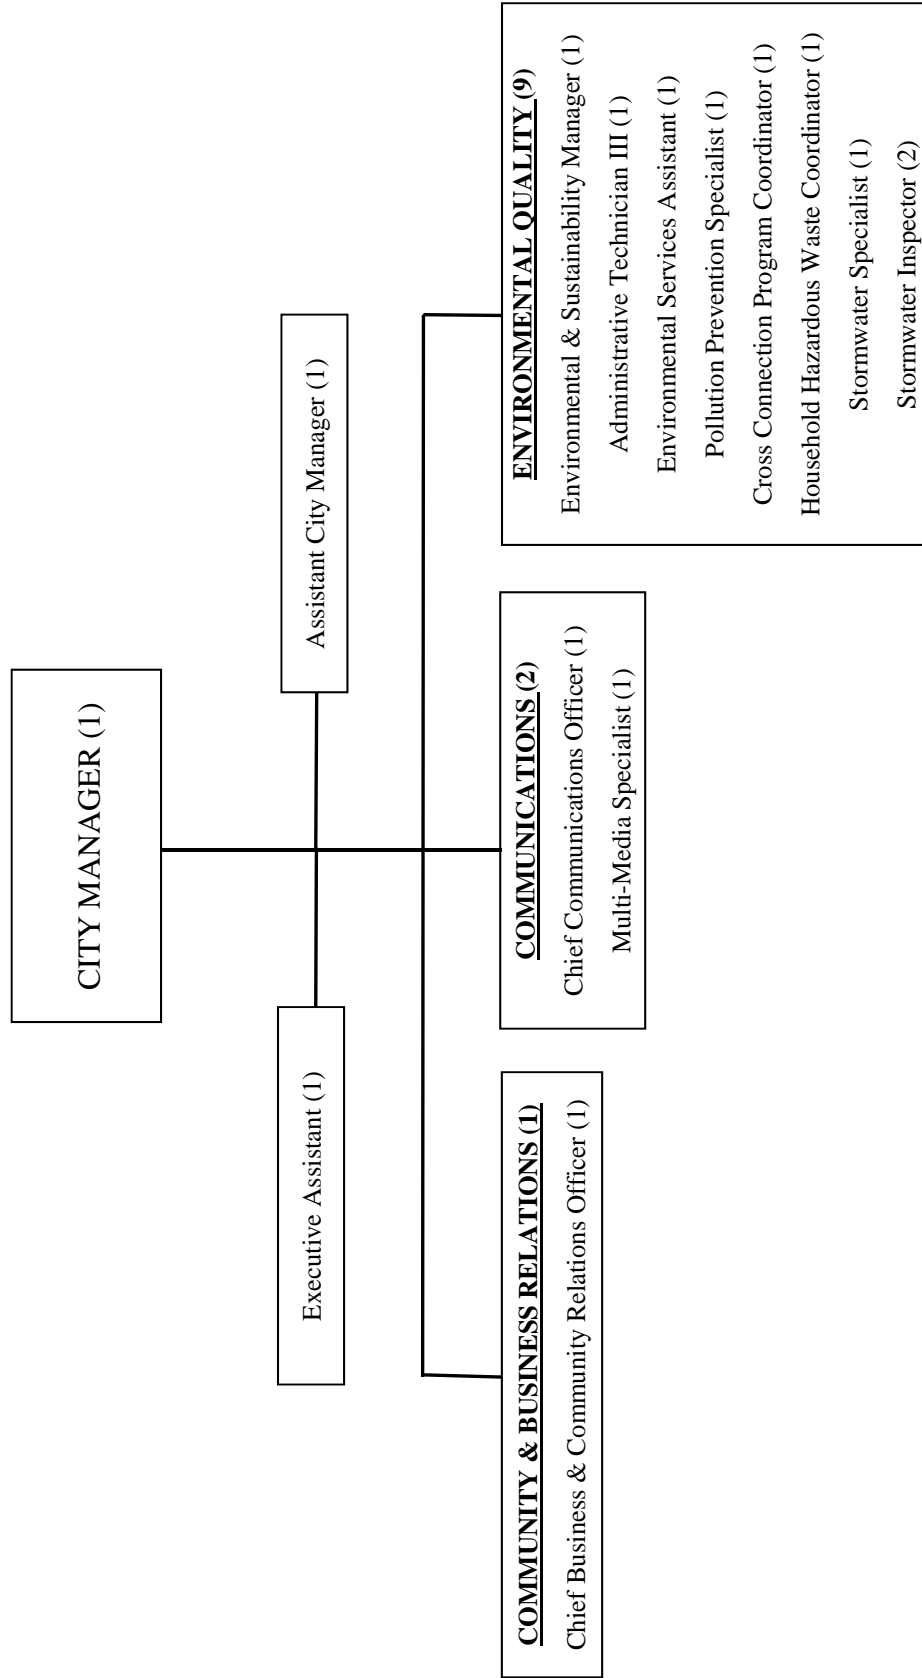 CITY MANAGER (1)
Executive Assistant (1)
Assistant City Manager (1)
COMMUNITY & BUSINESS RELATIONS (1)
Chief Business & Community Relations Officer (1)
COMMUNICATIONS (2)
Chief Communications Officer (1)
Multi-Media Specialist (1)
ENVIRONMENTAL QUALITY (9)
Environmental & Sustainability Manager (1)
Administrative Technician III (1)
Environmental Services Assistant (1)
Pollution Prevention Specialist (1)
Cross Connection Program Coordinator (1)
Household Hazardous Waste Coordinator (1)
Stormwater Specialist (1)
Stormwater Inspector (2)